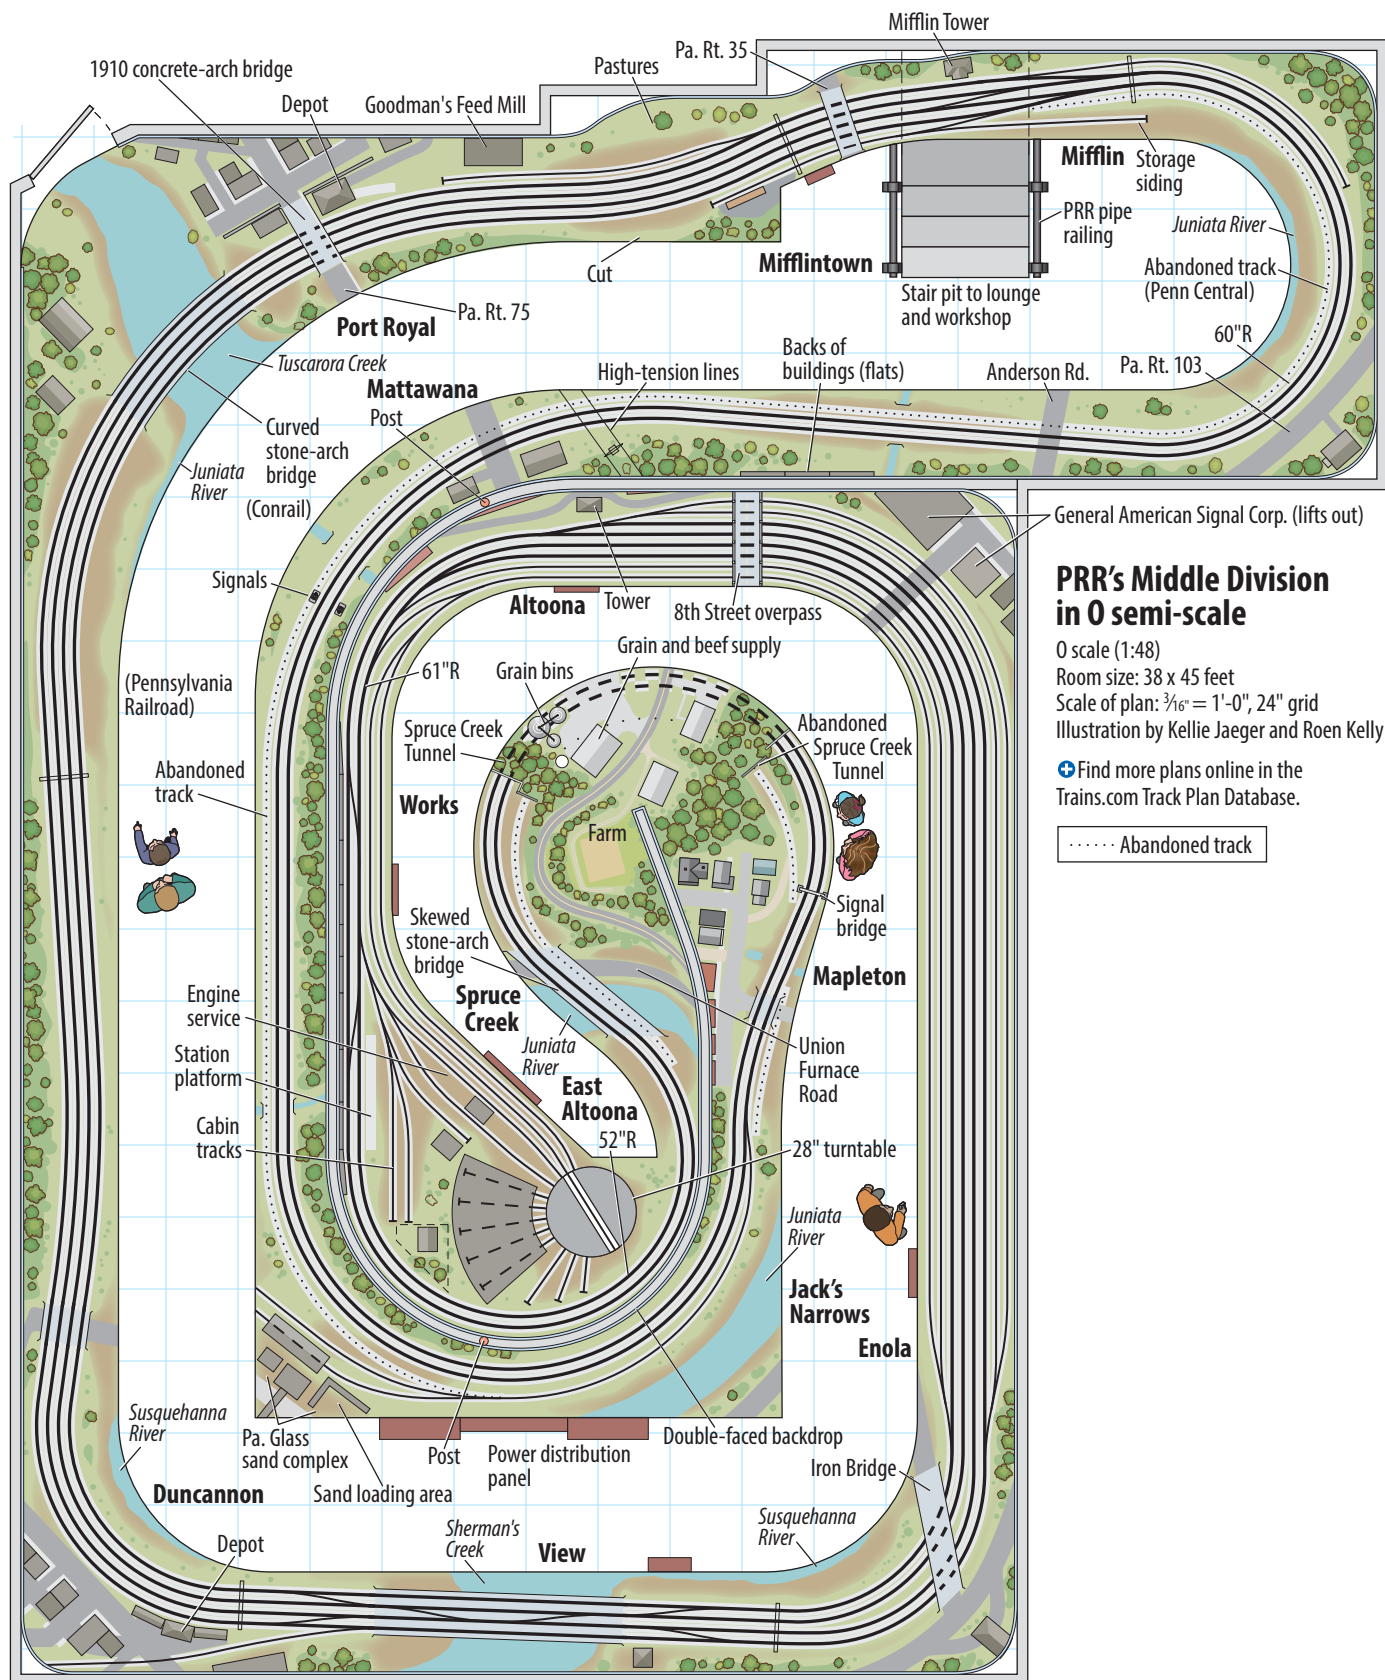 Mifflin Tower
Pa. Rt. 35
Pastures
1910 concrete-arch bridge
Depot
Goodman's Feed Mill
Mifflin
Storage
siding
PRR pipe
railing
Juniata River
Abandoned track
(Penn Central)
Mifflintown
Cut
Stair pit to lounge
and workshop
Pa. Rt. 75
Port Royal
Tuscarora Creek
60"R
Pa. Rt. 103
Backs of
buildings (flats)
Anderson Rd.
High-tension lines
Mattawana
Post
Curved
stone-arch
bridge
Juniata
River
(Conrail)
General American Signal Corp. (lifts out)
Signals
PRR's Middle Division
in O semi-scale
O scale (1:48)
Room size: 38 x 45 feet
Scale of plan: 3/16" = 1'-0", 24" grid
Illustration by Kellie Jaeger and Roen Kelly
Find more plans online in the
Trains.com Track Plan Database.
Abandoned track
Altoona
Tower
8th Street overpass
Grain and beef supply
61"R
Grain bins
(Pennsylvania
Railroad)
Spruce Creek
Tunnel
Abandoned
Spruce Creek
Tunnel
Abandoned
track
Works
Farm
Signal
bridge
Skewed
stone-arch
bridge
Mapleton
Spruce
Creek
Engine
service
Juniata
River
Union
Furnace
Road
Station
platform
East
Altoona
Cabin
tracks
52"R
28" turntable
Juniata
River
Jack's
Narrows
Enola
Susquehanna
River
Pa. Glass
sand complex
Post
Power distribution
panel
Double-faced backdrop
Iron Bridge
Duncannon
Sand loading area
Susquehanna
River
Sherman's
Creek
View
Depot